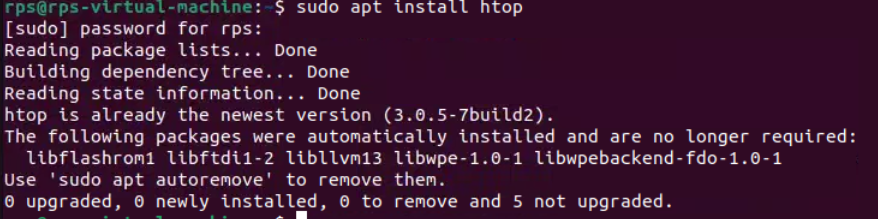 rps@rps-virtual-machine:~$ sudo apt install htop
[sudo] password for rps:
Reading package lists... Done
Building dependency tree... Done
Reading state information... Done
htop is already the newest version (3.0.5-7build2).
The following packages were automatically installed and are no longer required:
  libflashrom1 libftdi1-2 libllvm13 libwpe-1.0-1 libwpebackend-fdo-1.0-1
Use 'sudo apt autoremove' to remove them.
0 upgraded, 0 newly installed, 0 to remove and 5 not upgraded.